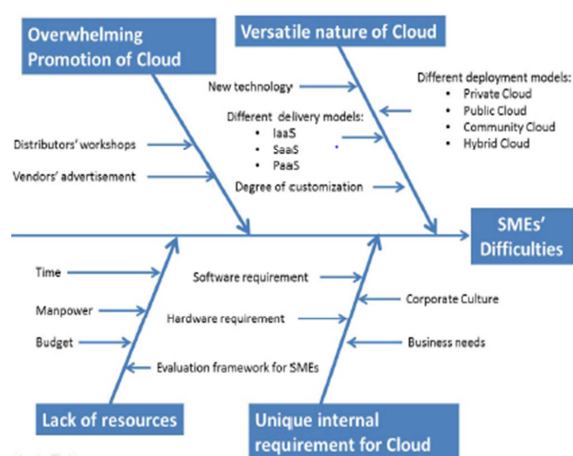 Overwhelming
Promotion of Cloud
Versatile nature of Cloud
New technology
Different deployment models:
• Private Cloud
• Public Cloud
• Community Cloud
• Hybrid Cloud
Different delivery models:
• IaaS
• SaaS
• PaaS
Distributors' workshops
Vendors' advertisement
Degree of customization
SMEs'
Difficulties
Time
Manpower
Budget
Evaluation framework for SMEs
Software requirement
Hardware requirement
Corporate Culture
Business needs
Lack of resources
Unique internal
requirement for Cloud